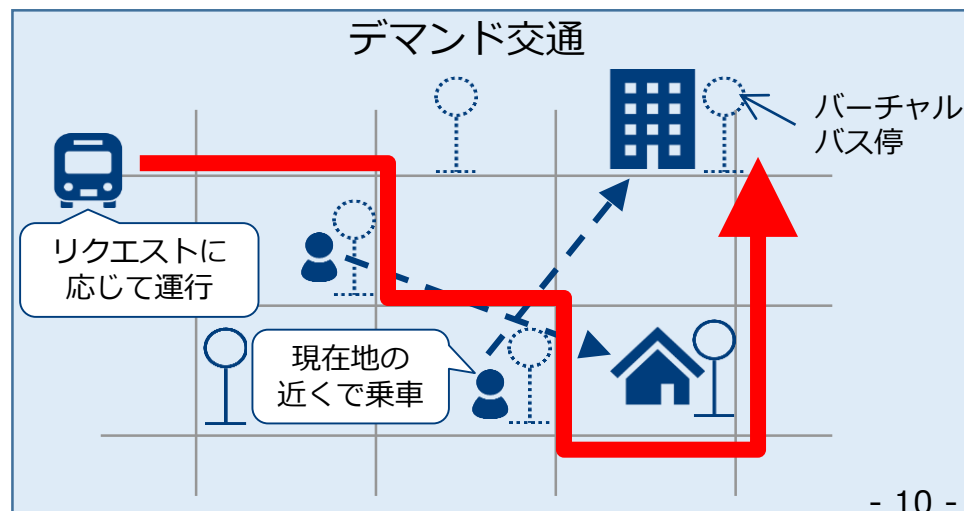 デマンド交通
バーチャル
バス停
リクエストに
応じて運行
現在地の
近くで乗車
- 10 -